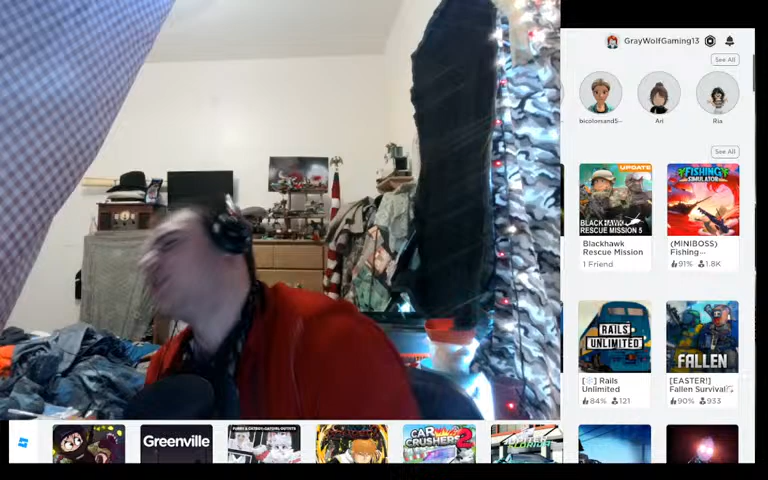 GrayWolfGaming13
See All
Ari
Ria
See All
UPDATE
FISHING
SIMULATOR
BLACKHAWK
RESCUE MISSION 5
Blackhawk
Rescue Mission
1 Friend
(MINIBOSS)
Fishing
91% 1.8K
RAILS
UNLIMITED
FALLEN
Rails
Unlimited
84% 121
[EASTER!]
Fallen Survival
90% 933
Greenville
CAR
CRUSHERS
2